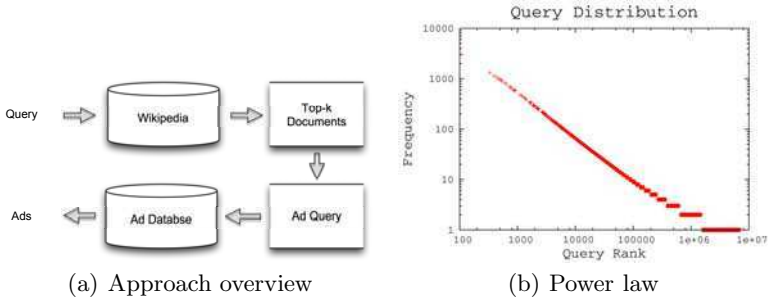 Query
Wikipedia
Top-k
Documents
Ads
Ad Databse
Ad Query
(a) Approach overview
Query Distribution
Frequency
10000
1000
100
10
1
100 1000 10000 100000 1e+06 1e+07
Query Rank
(b) Power law